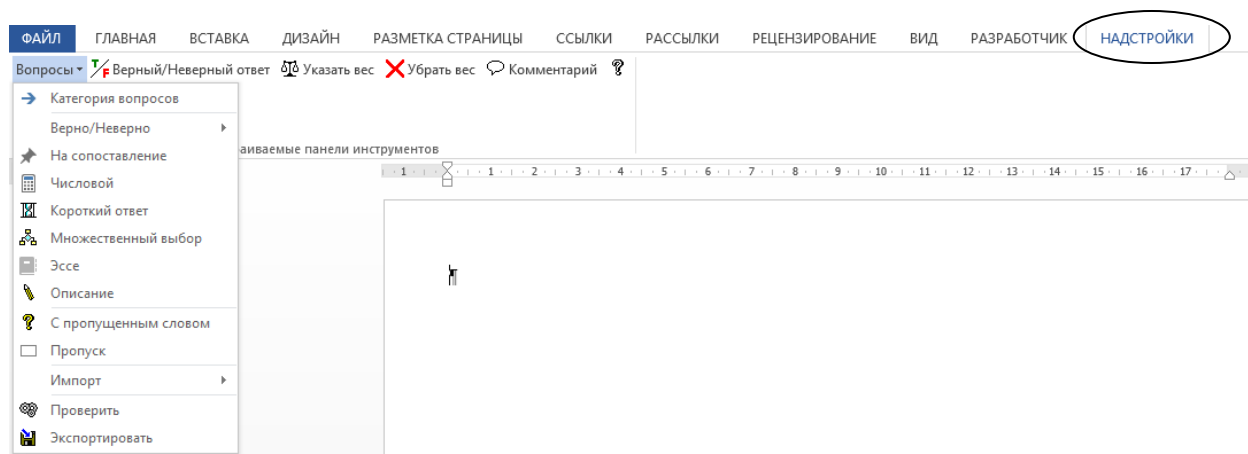 ФАЙЛ ГЛАВНАЯ ВСТАВКА ДИЗАЙН РАЗМЕТКА СТРАНИЦЫ ССЫЛКИ РАССЫЛКИ РЕЦЕНЗИРОВАНИЕ ВИД РАЗРАБОТЧИК НАДСТРОЙКИ
Вопросы T/F Верный/Неверный ответ Указать вес Убрать вес Комментарий ?
Категория вопросов
Верно/Неверно
аиваемые панели инструментов
На сопоставление
1 1 2 3 4 5 6 7 8 9 10 11 12 13 14 15 16 17
Числовой
Короткий ответ
Множественный выбор
Эссе
¶
Описание
С пропущенным словом
Пропуск
Импорт
Проверить
Экспортировать